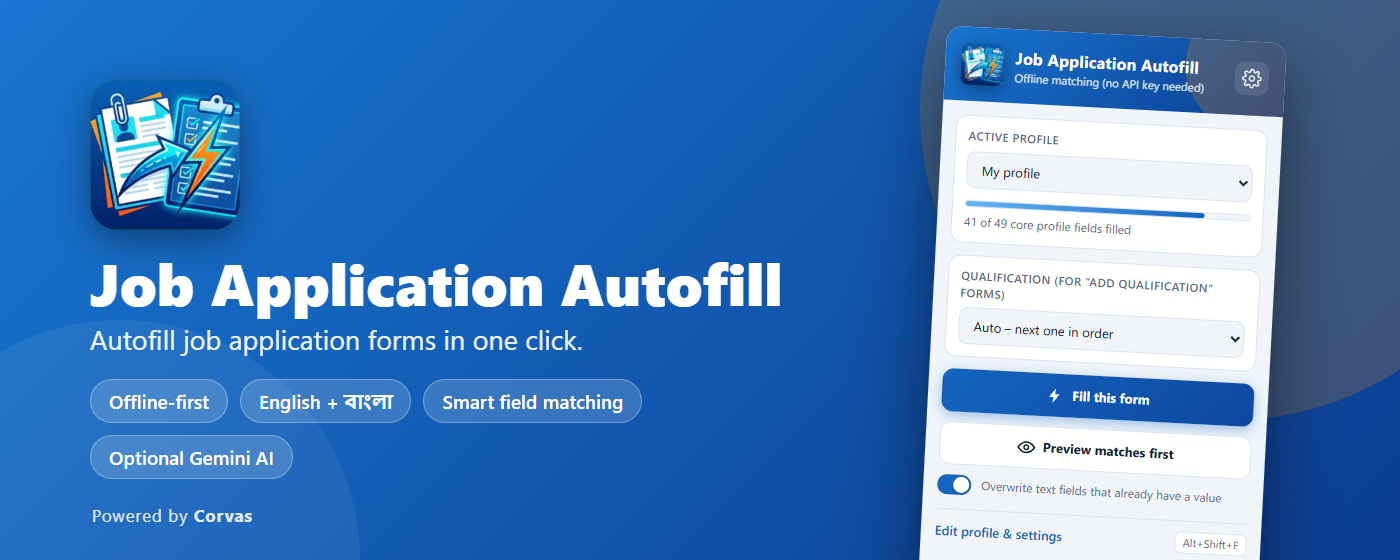 Job Application Autofill
Autofill job application forms in one click.
Offline-first
English + বাংলা
Smart field matching
Optional Gemini AI
Powered by Corvas
Job Application Autofill
Offline matching (no API key needed)
ACTIVE PROFILE
My profile
41 of 49 core profile fields filled
QUALIFICATION (FOR "ADD QUALIFICATION"
FORMS)
Auto – next one in order
Fill this form
Preview matches first
Overwrite text fields that already have a value
Edit profile & settings
Alt+Shift+F